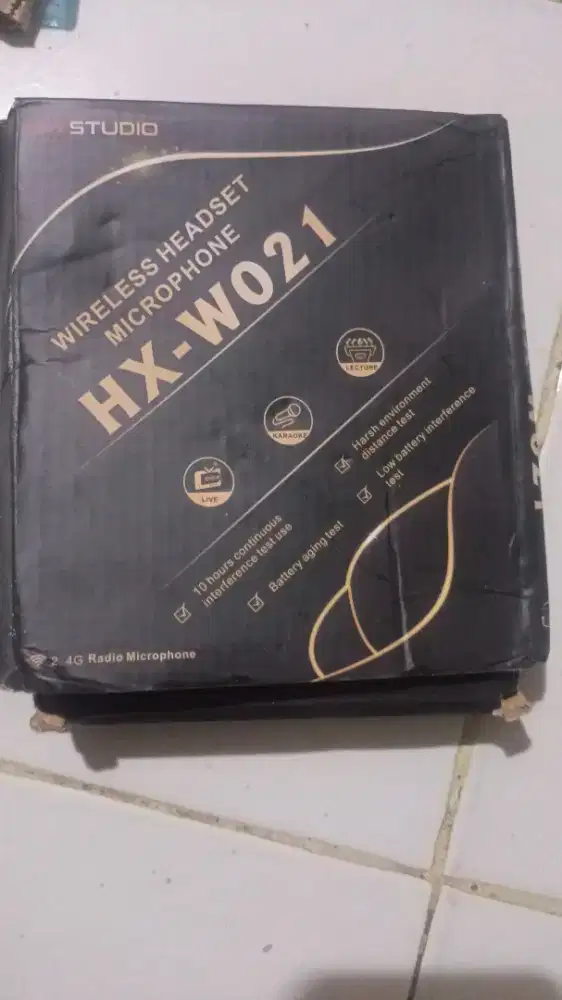 STUDIO
WIRELESS HEADSET
MICROPHONE
HX-W021
LECTURE
KARAOKE
LIVE
Harsh environment
distance test
Low battery interference
test
10 hours continuous
interference test use
Battery aging test
2.4G Radio Microphone